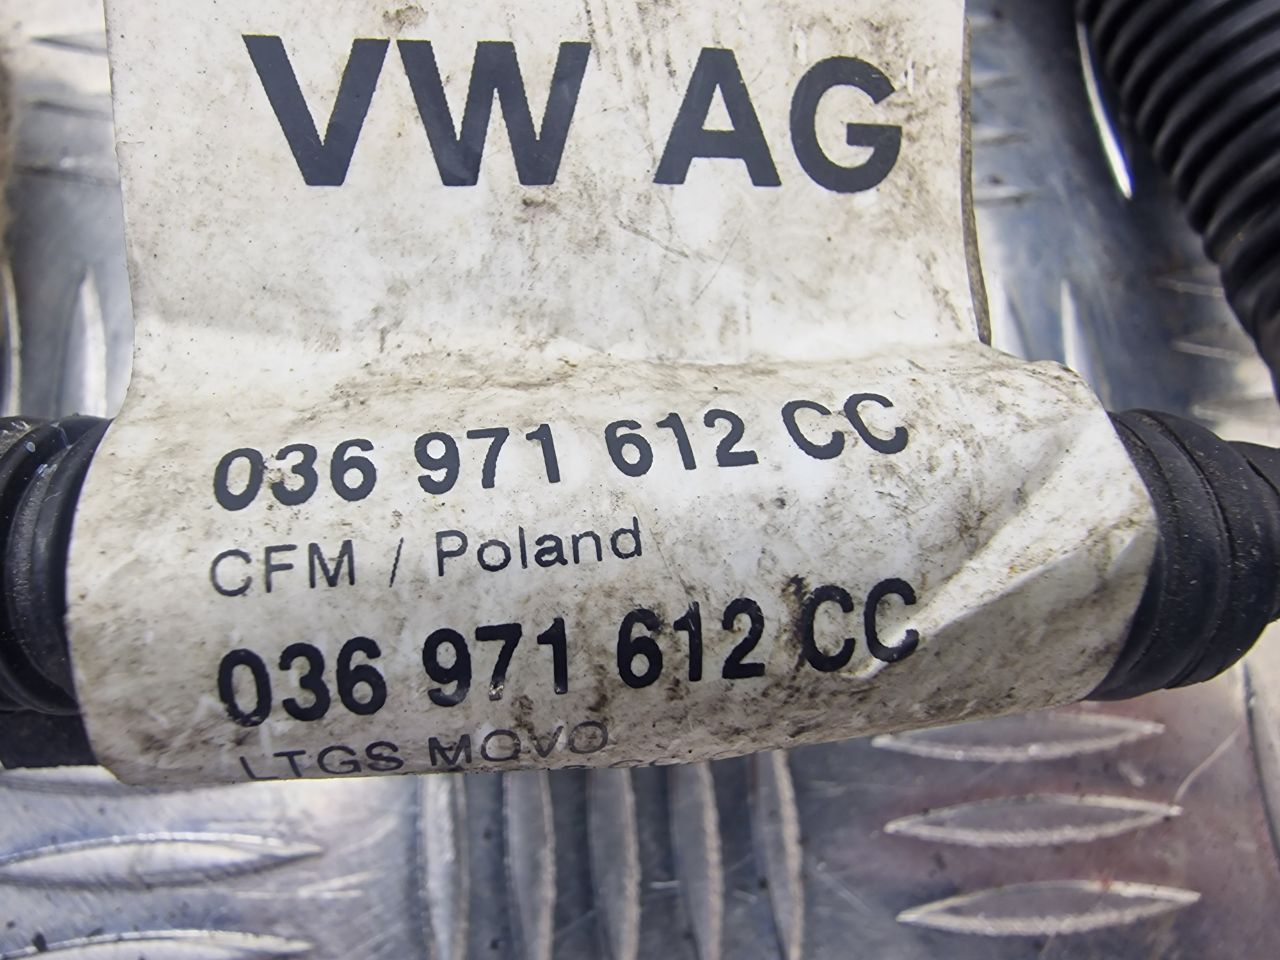 VW AG
036 971 612 CC
CFM / Poland
036 971 612 CC
LTGS MOVO